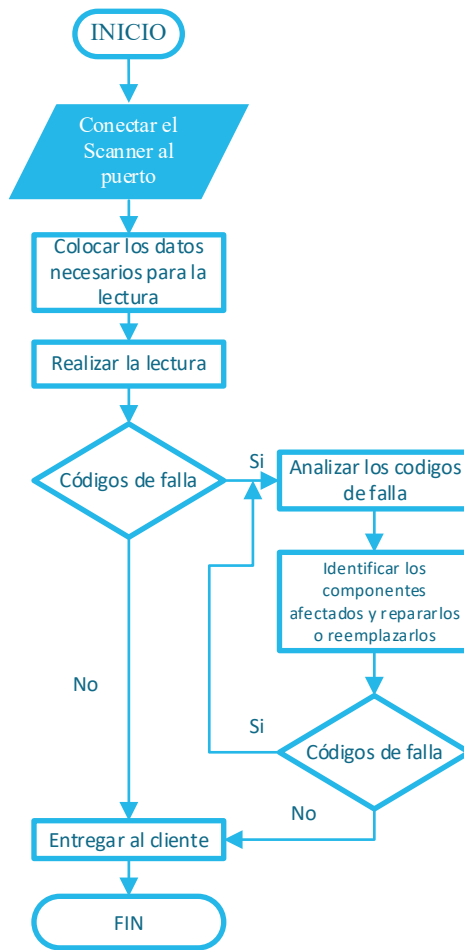 INICIO
Conectar el
Scanner al
puerto
Colocar los datos
necesarios para la
lectura
Realizar la lectura
Códigos de falla
Si
Analizar los codigos
de falla
Identificar los
componentes
afectados y repararlos
o reemplazarlos
No
Si
Códigos de falla
No
Entregar al cliente
FIN